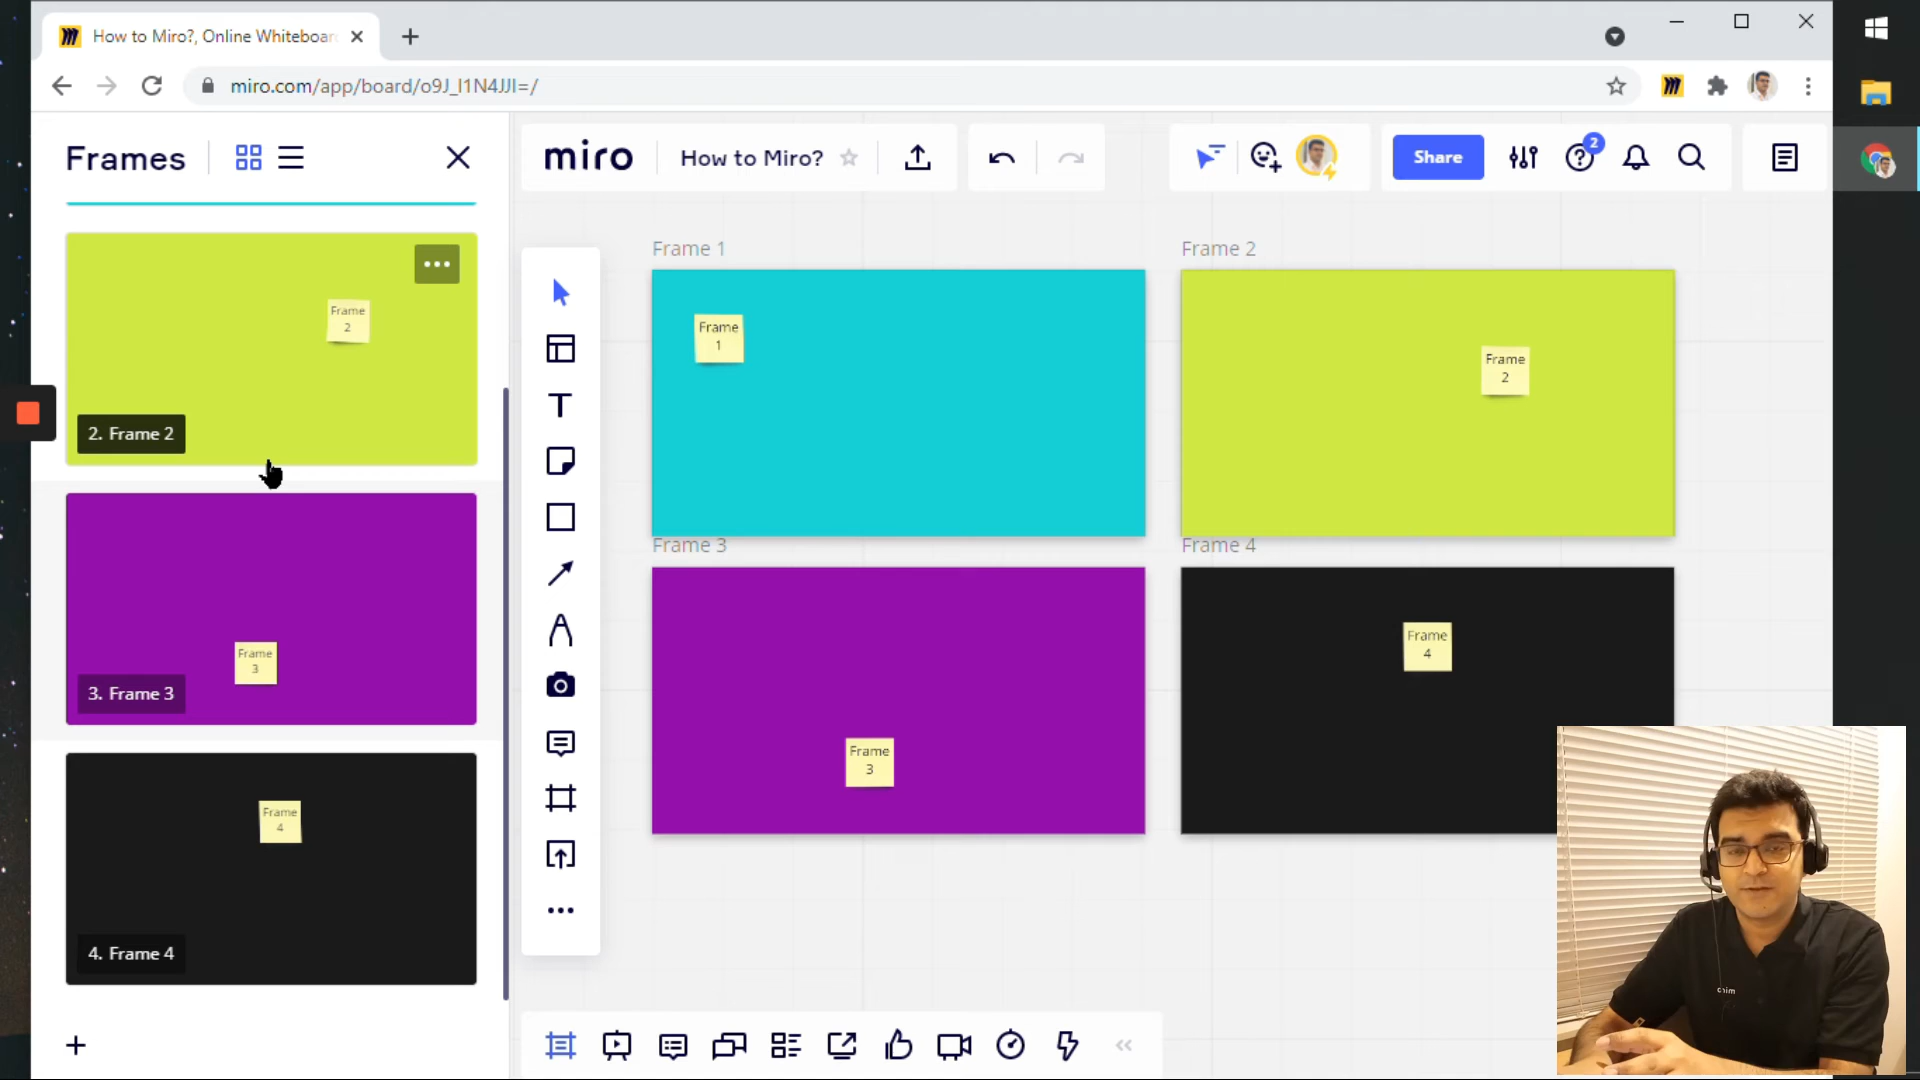 How to Miro?, Online Whiteboar
miro.com/app/board/o9J_l1N4JJI=/
Frames
miro
How to Miro?
Share
2
Frame
2
2. Frame 2
Frame
3
3. Frame 3
Frame
4
4. Frame 4
Frame 1
Frame
1
Frame 2
Frame
2
Frame 3
Frame
3
Frame 4
Frame
4